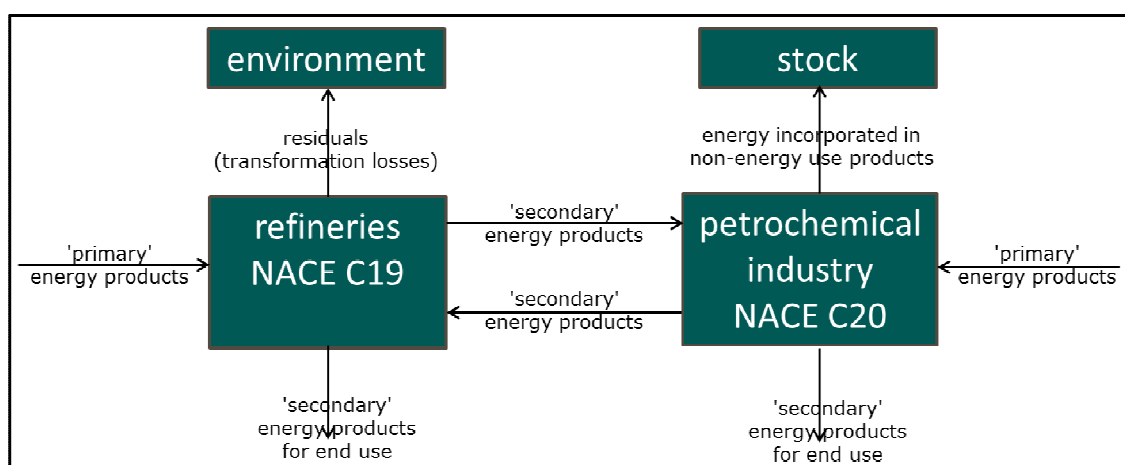 environment
stock
residuals
(transformation losses)
energy incorporated in
non-energy use products
refineries
NACE C19
'secondary'
energy products
petrochemical
industry
NACE C20
'primary'
energy products
'secondary'
energy products
'primary'
energy products
'secondary'
energy products
for end use
'secondary'
energy products
for end use